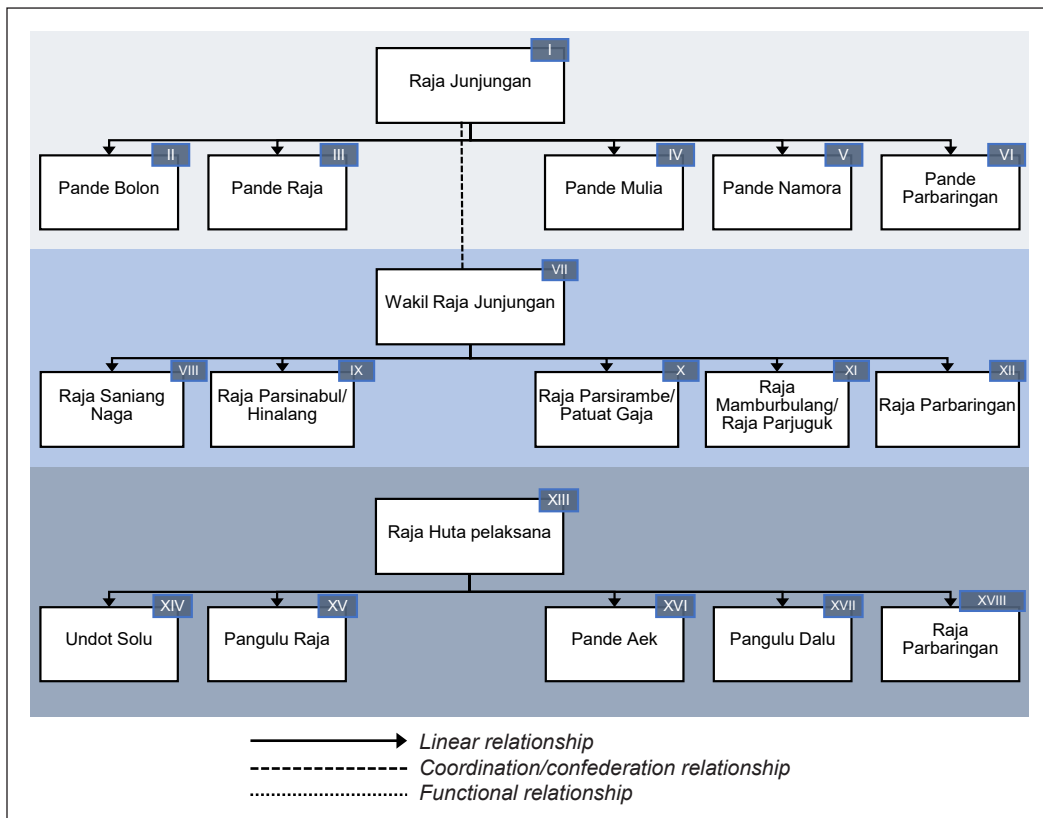 I
Raja Junjungan
II
Pande Bolon
III
Pande Raja
IV
Pande Mulia
V
Pande Namora
VI
Pande
Parbaringan
VII
Wakil Raja Junjungan
VIII
Raja Saniang
Naga
IX
Raja Parsinabul/
Hinalang
X
Raja Parsirambe/
Patuat Gaja
XI
Raja
Mamburbulang/
Raja Parjuguk
XII
Raja Parbaringan
XIII
Raja Huta pelaksana
XIV
Undot Solu
XV
Pangulu Raja
XVI
Pande Aek
XVII
Pangulu Dalu
XVIII
Raja
Parbaringan
Linear relationship
Coordination/confederation relationship
Functional relationship